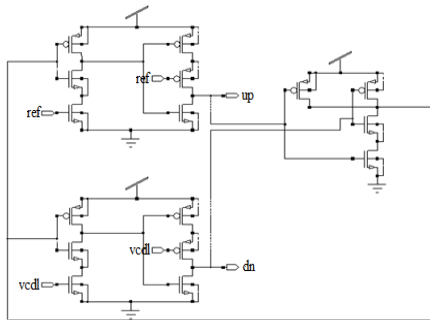 ref
up
ref
vcdl
dn
vcdl